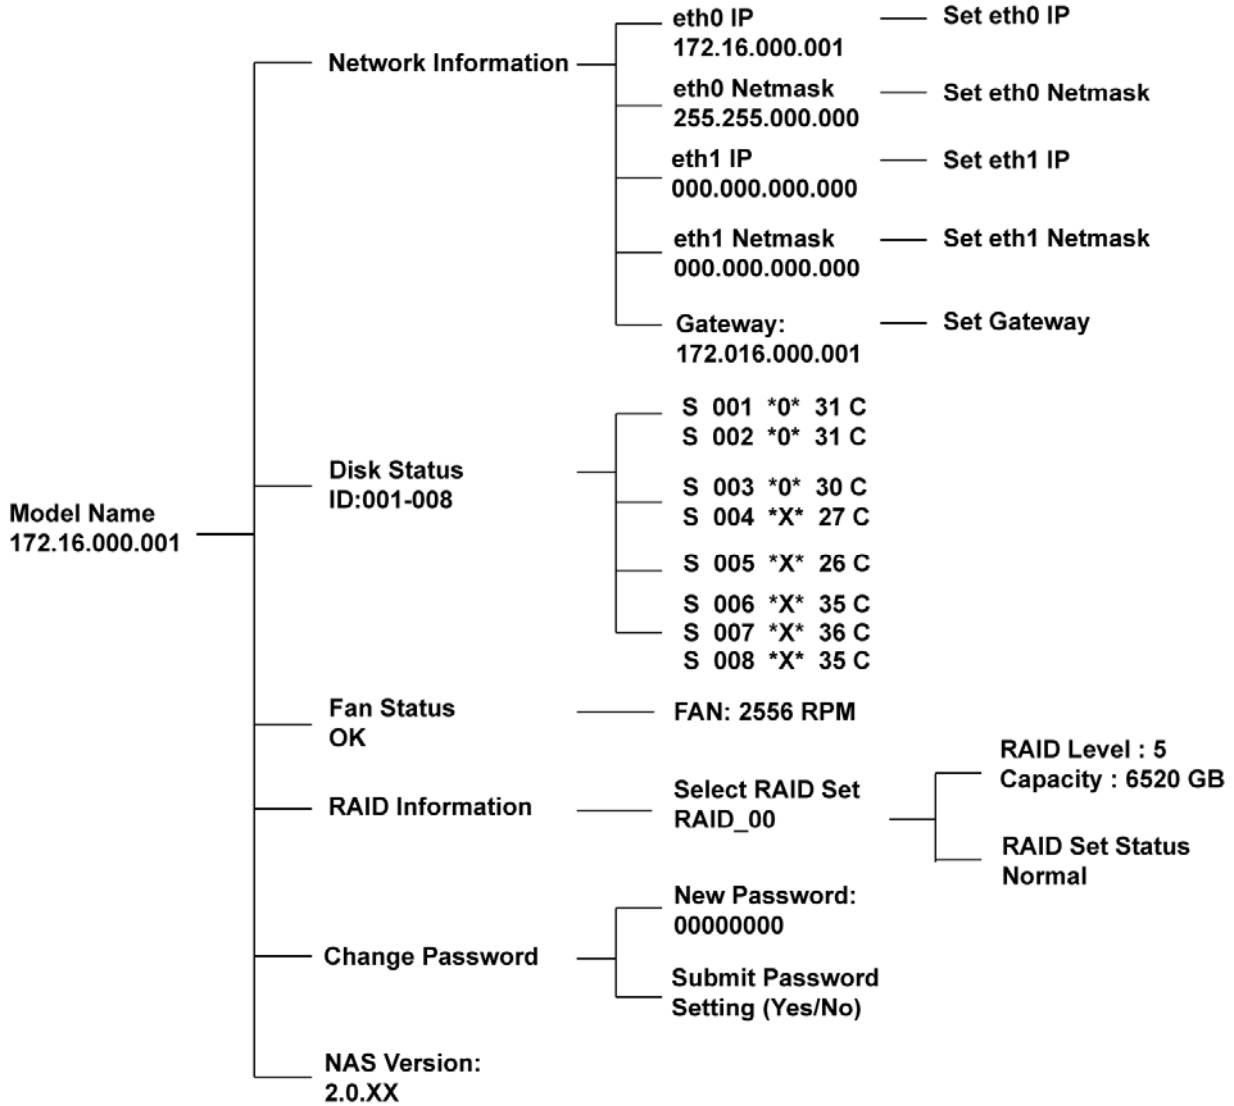 Model Name
172.16.000.001
Network Information
eth0 IP
172.16.000.001
Set eth0 IP
eth0 Netmask
255.255.000.000
Set eth0 Netmask
eth1 IP
000.000.000.000
Set eth1 IP
eth1 Netmask
000.000.000.000
Set eth1 Netmask
Gateway:
172.016.000.001
Set Gateway
Disk Status
ID:001-008
S 001 *0* 31 C
S 002 *0* 31 C
S 003 *0* 30 C
S 004 *X* 27 C
S 005 *X* 26 C
S 006 *X* 35 C
S 007 *X* 36 C
S 008 *X* 35 C
Fan Status
OK
FAN: 2556 RPM
RAID Information
Select RAID Set
RAID_00
RAID Level : 5
Capacity : 6520 GB
RAID Set Status
Normal
Change Password
New Password:
00000000
Submit Password
Setting (Yes/No)
NAS Version:
2.0.XX